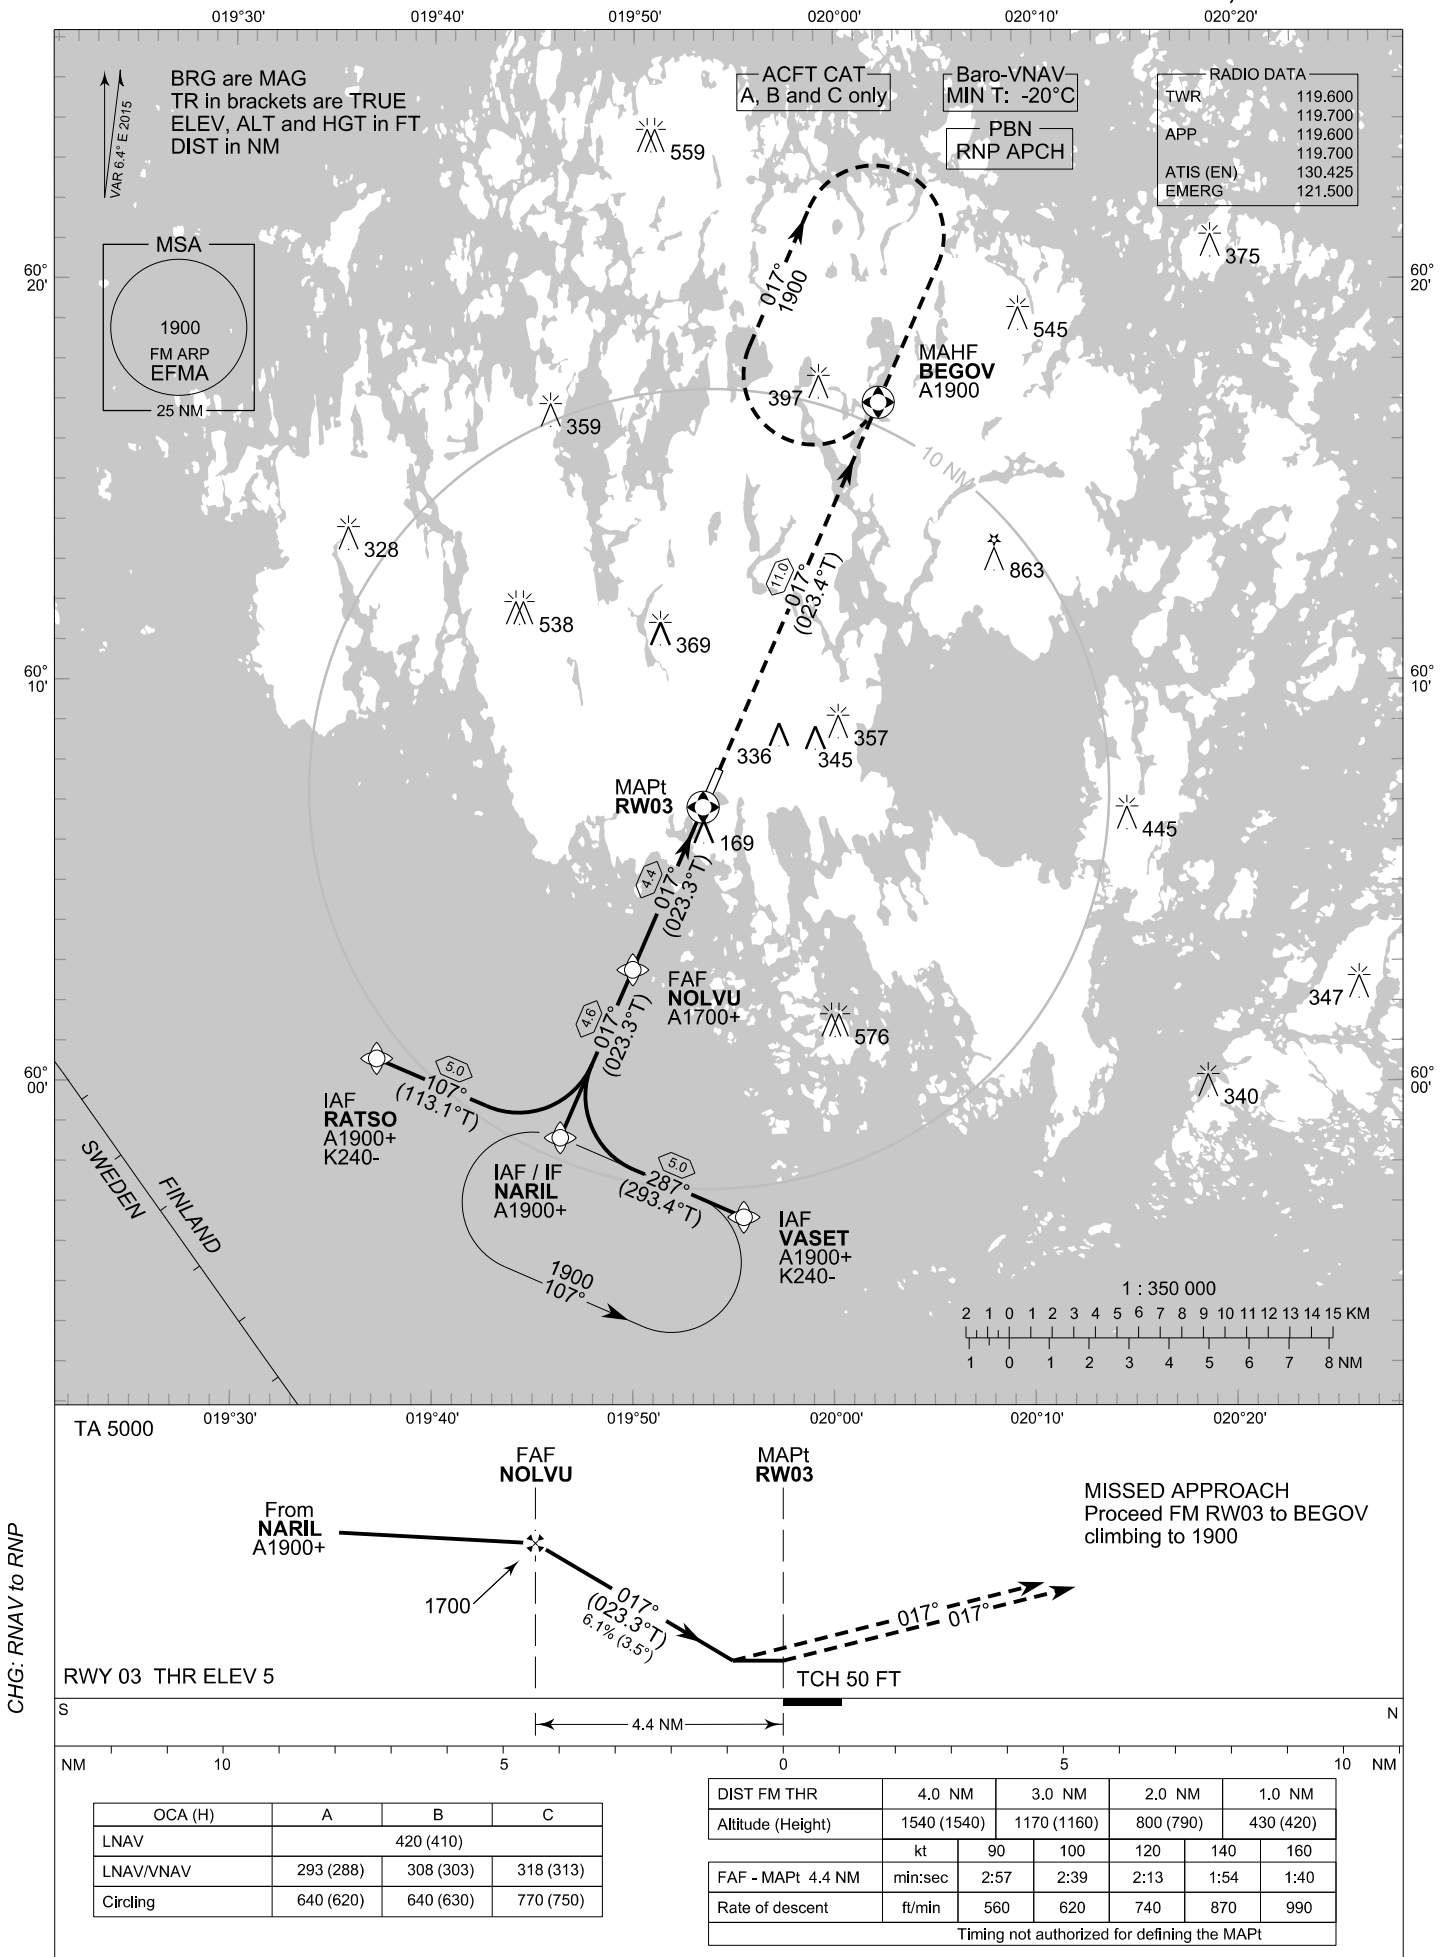 019°30'
019°40'
019°50'
020°00'
020°10'
020°20'
VAR 6.4° E 2015
BRG are MAG
TR in brackets are TRUE
ELEV, ALT and HGT in FT
DIST in NM
ACFT CAT
A, B and C only
Baro-VNAV
MIN T: -20°C
PBN
RNP APCH
RADIO DATA
TWR 119.600
119.700
APP 119.600
119.700
ATIS (EN) 130.425
EMERG 121.500
559
375
MSA
1900
FM ARP
EFMA
25 NM
60°
20'
60°
20'
017°
1900
545
MAHF
BEGOV
A1900
397
359
10 NM
328
863
11.0
017°
(023.4°T)
538
369
60°
10'
60°
10'
357
336
345
MAPt
RW03
445
169
4.4
017°
(023.3°T)
FAF
NOLVU
A1700+
347
4.6
017°
(023.3°T)
576
60°
00'
60°
00'
5.0
107°
(113.1°T)
340
IAF
RATSO
A1900+
K240-
IAF / IF
NARIL
A1900+
5.0
287°
(293.4°T)
IAF
VASET
A1900+
K240-
SWEDEN
FINLAND
1900
107°
1 : 350 000
2 1 0 1 2 3 4 5 6 7 8 9 10 11 12 13 14 15 KM
1 0 1 2 3 4 5 6 7 8 NM
019°30'
019°40'
019°50'
020°00'
020°10'
020°20'
TA 5000
FAF
NOLVU
MAPt
RW03
From
NARIL
A1900+
MISSED APPROACH
Proceed FM RW03 to BEGOV
climbing to 1900
1700
017°
(023.3°T)
6.1% (3.5°)
017°
017°
RWY 03 THR ELEV 5
TCH 50 FT
CHG: RNAV to RNP
S
N
4.4 NM
NM 10 5 0 5 10 NM
OCA (H) A B C
LNAV 420 (410)
LNAV/VNAV 293 (288) 308 (303) 318 (313)
Circling 640 (620) 640 (630) 770 (750)
DIST FM THR 4.0 NM 3.0 NM 2.0 NM 1.0 NM
Altitude (Height) 1540 (1540) 1170 (1160) 800 (790) 430 (420)
kt 90 100 120 140 160
FAF - MAPt 4.4 NM min:sec 2:57 2:39 2:13 1:54 1:40
Rate of descent ft/min 560 620 740 870 990
Timing not authorized for defining the MAPt